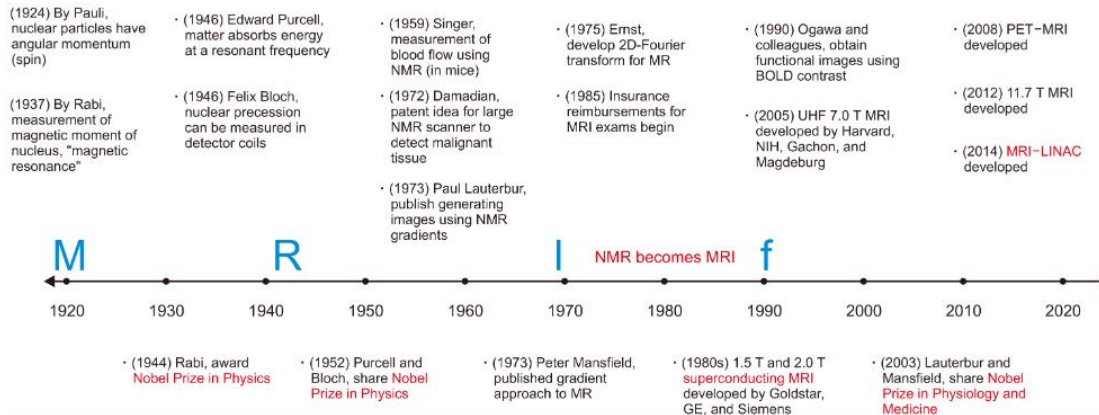 (1924) By Pauli,
nuclear particles have
angular momentum
(spin)
(1937) By Rabi,
measurement of
magnetic moment of
nucleus, "magnetic
resonance"
· (1946) Edward Purcell,
matter absorbs energy
at a resonant frequency
· (1946) Felix Bloch,
nuclear precession
can be measured in
detector coils
· (1959) Singer,
measurement of
blood flow using
NMR (in mice)
· (1972) Damadian,
patent idea for large
NMR scanner to
detect malignant
tissue
· (1973) Paul Lauterbur,
publish generating
images using NMR
gradients
· (1975) Ernst,
develop 2D-Fourier
transform for MR
· (1985) Insurance
reimbursements for
MRI exams begin
· (1990) Ogawa and
colleagues, obtain
functional images using
BOLD contrast
· (2005) UHF 7.0 T MRI
developed by Harvard,
NIH, Gachon, and
Magdeburg
· (2008) PET-MRI
developed
· (2012) 11.7 T MRI
developed
· (2014) MRI-LINAC
developed
M R I NMR becomes MRI f
1920 1930 1940 1950 1960 1970 1980 1990 2000 2010 2020
· (1944) Rabi, award
Nobel Prize in Physics
· (1952) Purcell and
Bloch, share Nobel
Prize in Physics
· (1973) Peter Mansfield,
published gradient
approach to MR
· (1980s) 1.5 T and 2.0 T
superconducting MRI
developed by Goldstar,
GE, and Siemens
· (2003) Lauterbur and
Mansfield, share Nobel
Prize in Physiology and
Medicine